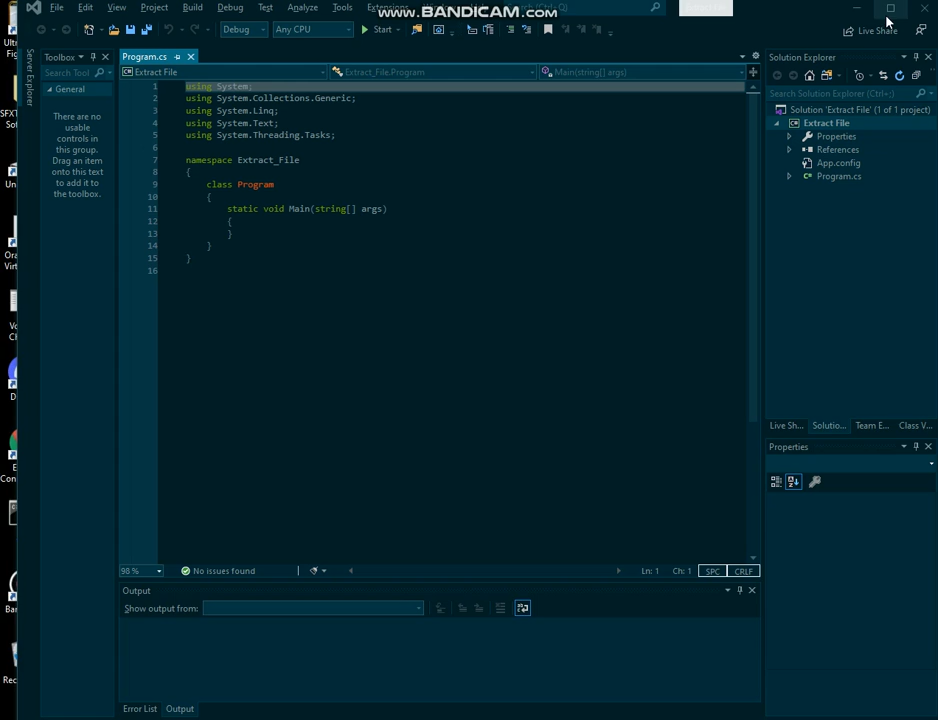 File Edit View Project Build Debug Test Analyze Tools Extensions
WWW.BANDICAM.COM
(Ctrl+Q)
Debug Any CPU Start Live Share
Toolbox
Program.cs
Solution Explorer
Server Explorer
Search Tool
Extract File
Extract_File.Program
Main(string[] args)
Search Solution Explorer (Ctrl+;)
General
There are no
usable
controls in
this group.
Drag an item
onto this text
to add it to
the toolbox.
1 using System;
2 using System.Collections.Generic;
3 using System.Linq;
4 using System.Text;
5 using System.Threading.Tasks;
6
7 namespace Extract_File
8 {
9 class Program
10 {
11 static void Main(string[] args)
12 {
13 }
14 }
15 }
16
Solution 'Extract File' (1 of 1 project)
Extract File
Properties
References
App.config
Program.cs
Live Sh... Solutio... Team E... Class V...
Properties
98 % No issues found Ln: 1 Ch: 1 SPC CRLF
Output
Show output from:
Error List Output